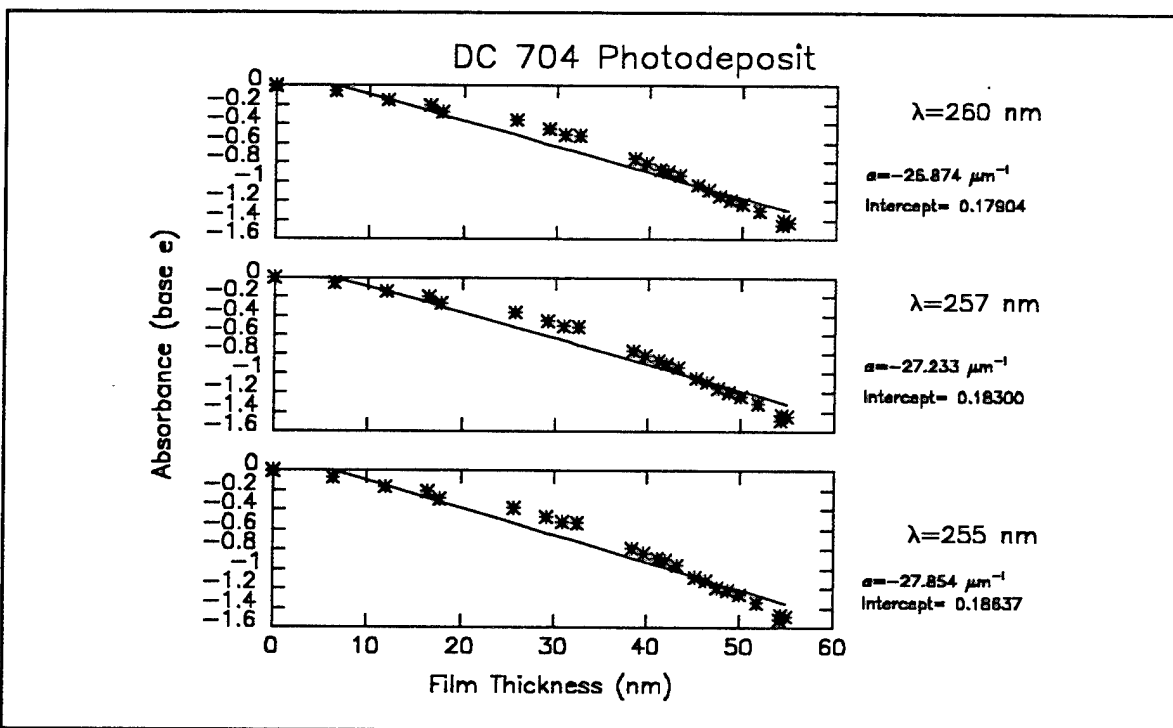 DC 704 Photodeposit
Absorbance (base e)
0
−0.2
−0.4
−0.6
−0.8
−1
−1.2
−1.4
−1.6
λ=260 nm
α=−26.874 μm⁻¹
Intercept= 0.17904
0
−0.2
−0.4
−0.6
−0.8
−1
−1.2
−1.4
−1.6
λ=257 nm
α=−27.233 μm⁻¹
Intercept= 0.18300
0
−0.2
−0.4
−0.6
−0.8
−1
−1.2
−1.4
−1.6
λ=255 nm
α=−27.854 μm⁻¹
Intercept= 0.18637
0 10 20 30 40 50 60
Film Thickness (nm)